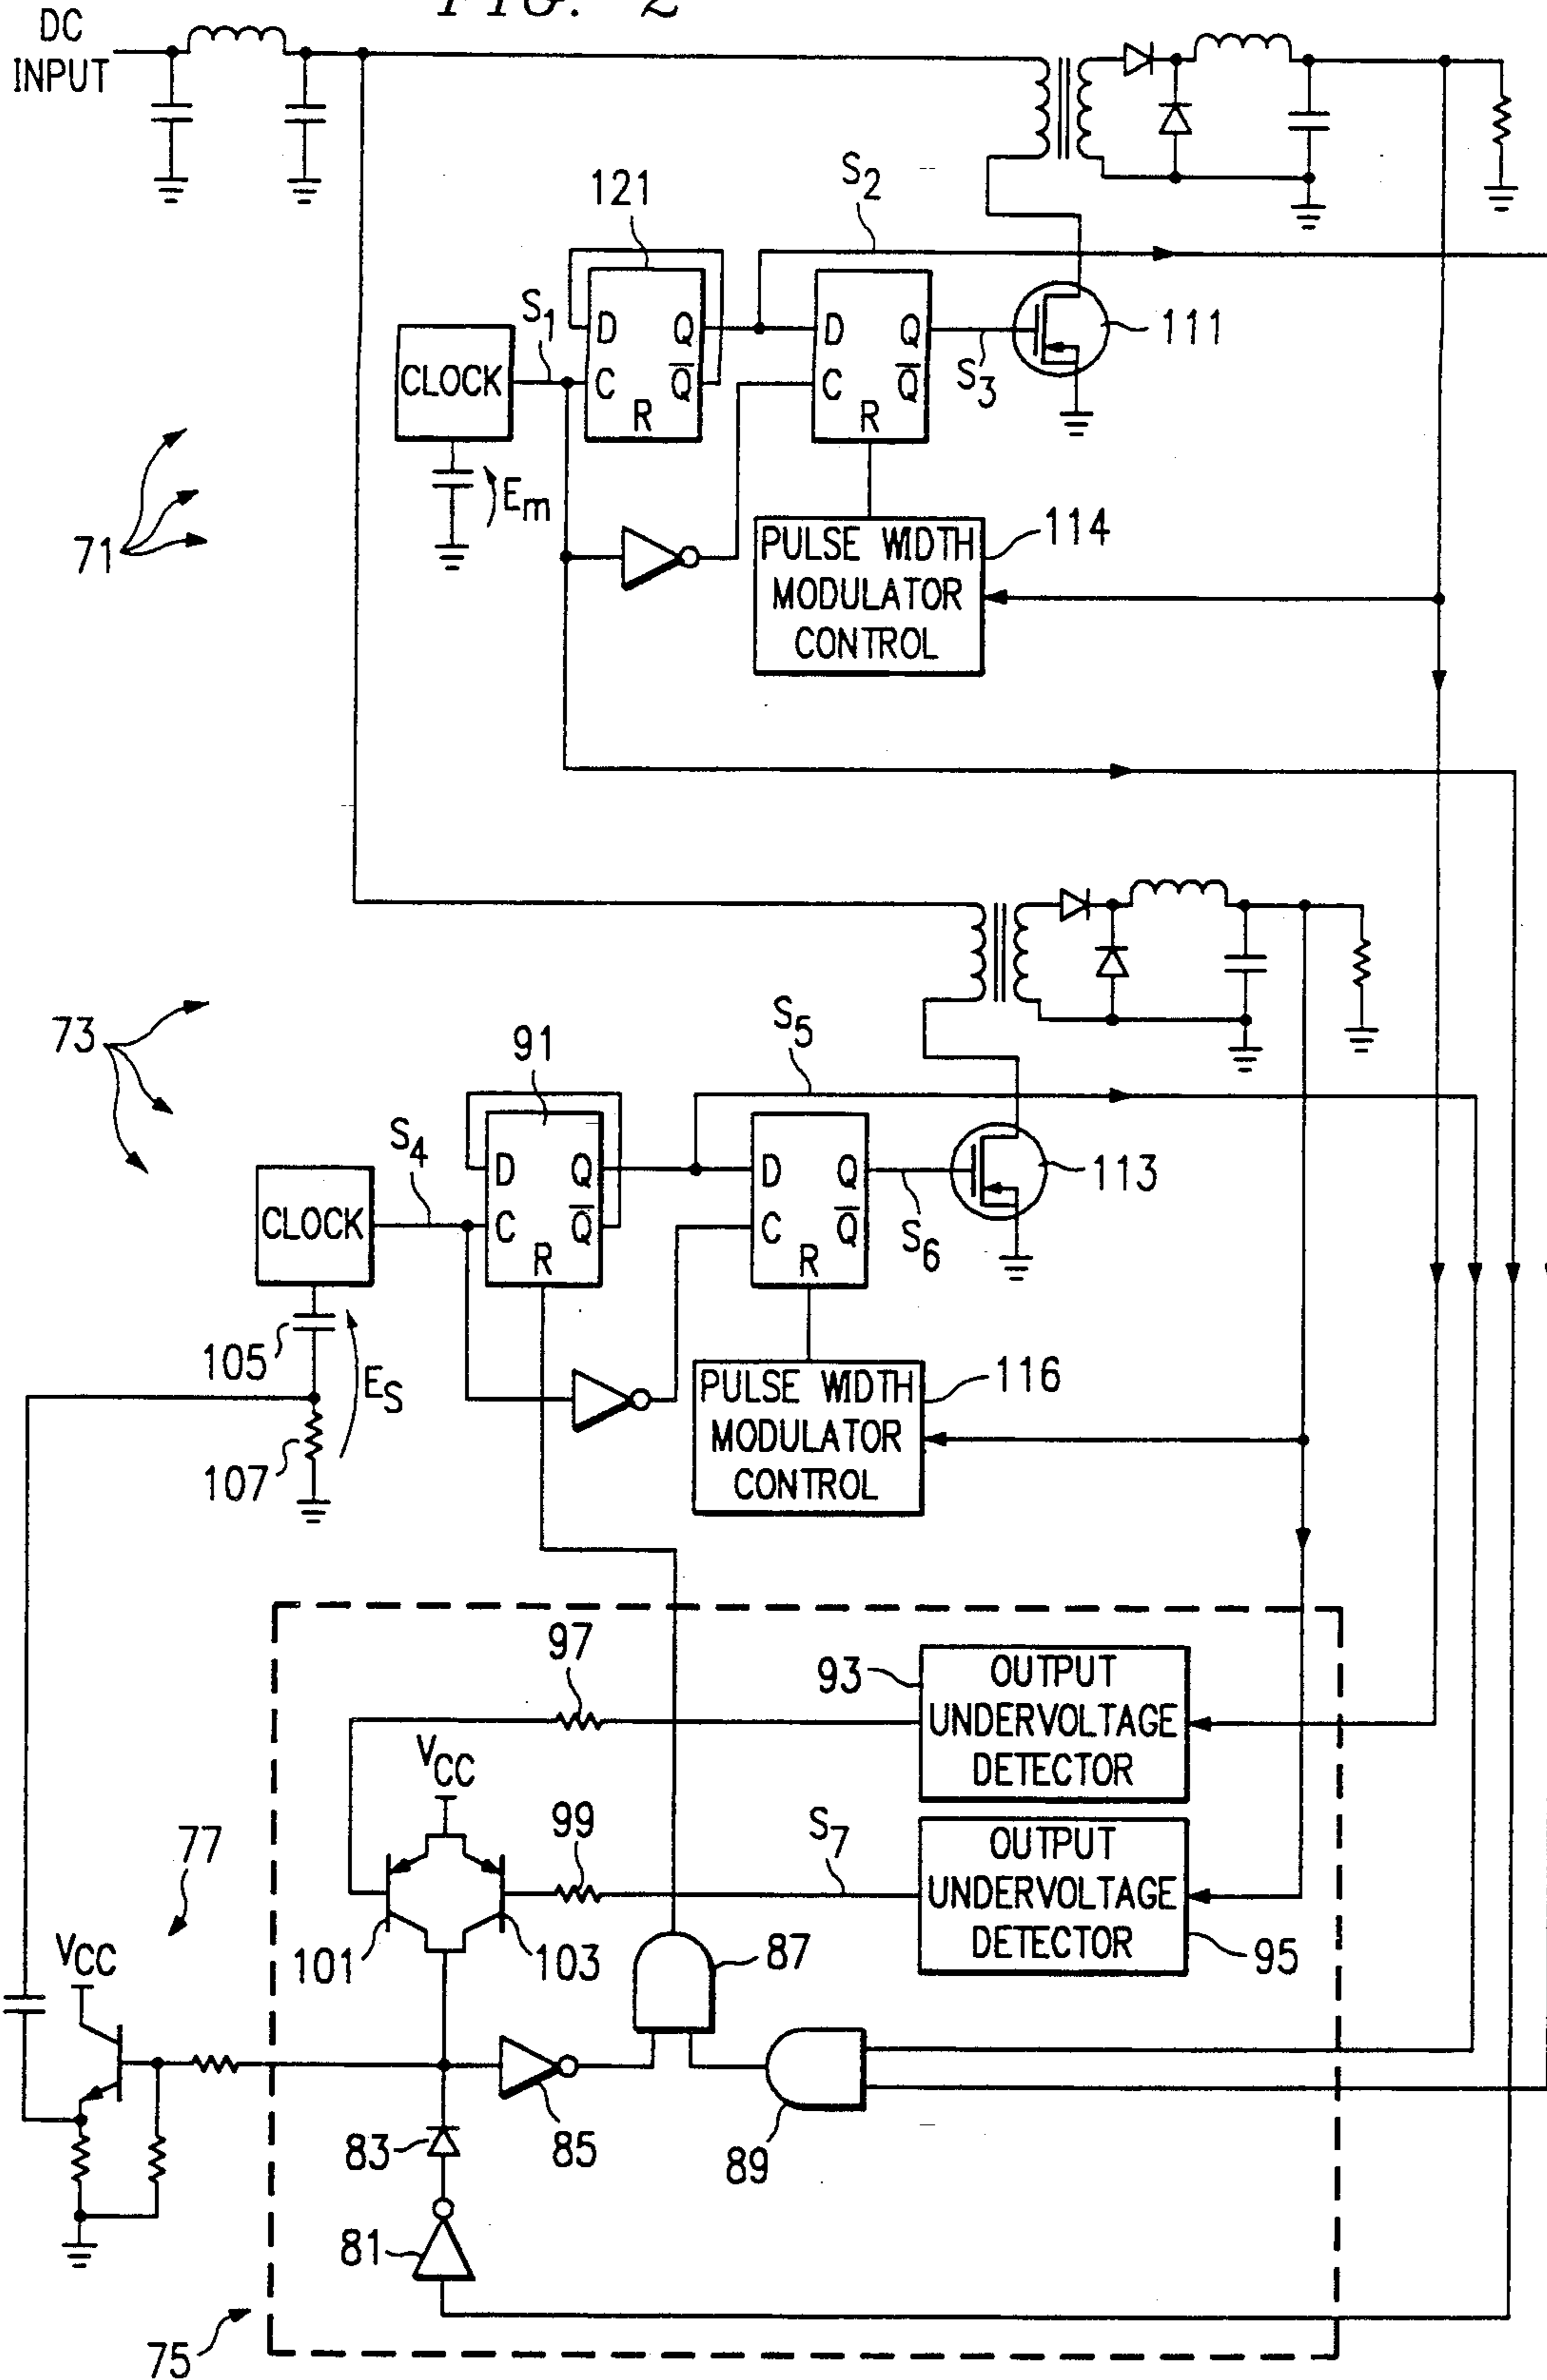 FIG. 2
DC
INPUT
S2
121
S1
D
Q
D
Q
111
CLOCK
C
Q̅
C
Q̅
S3
R
R
Em
71
PULSE WIDTH
MODULATOR
CONTROL
114
73
S5
91
S4
D
Q
D
Q
113
CLOCK
C
Q̅
C
Q̅
S6
R
R
105
ES
PULSE WIDTH
MODULATOR
CONTROL
116
107
97
93
OUTPUT
UNDERVOLTAGE
DETECTOR
VCC
99
S7
OUTPUT
UNDERVOLTAGE
DETECTOR
77
101
103
87
95
VCC
83
85
89
81
75